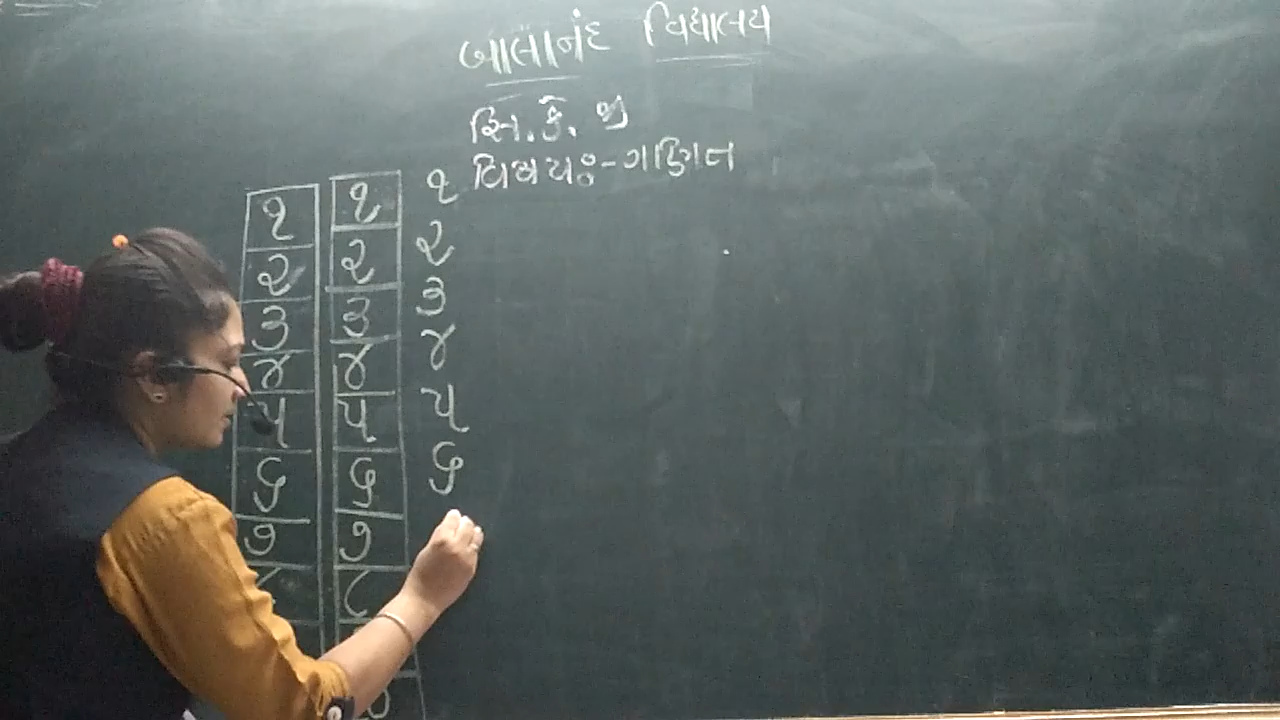 બાલાનંદ વિદ્યાલય
સિ.કે. જી
વિષય:-ગણિત
૧ ૧ ૧
૨ ૨ ૨
૩ ૩ ૩
૪ ૪ ૪
૫ ૫ ૫
૬ ૬ ૬
૭ ૭
૮